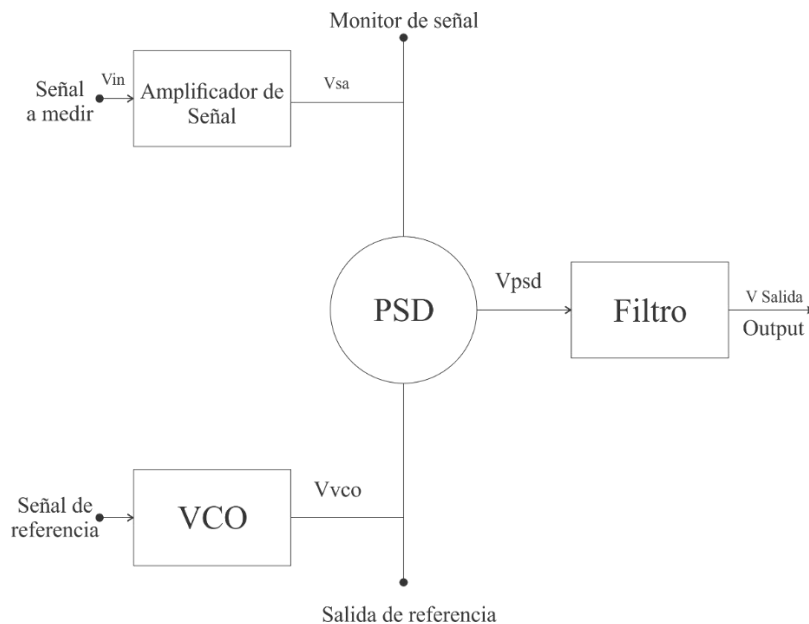 Monitor de señal
Señal
a medir
Vin
Amplificador de
Señal
Vsa
PSD
Vpsd
Filtro
V Salida
Output
Señal de
referencia
VCO
Vvco
Salida de referencia